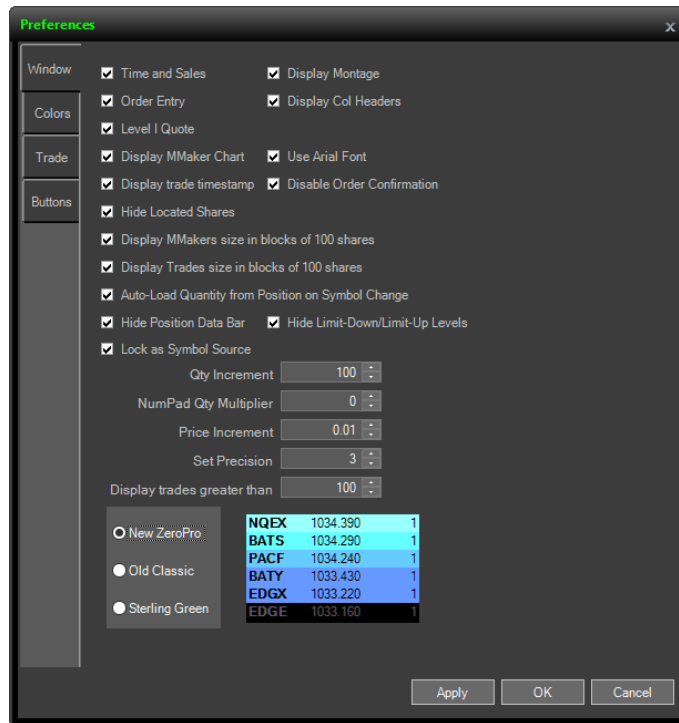 Preferences x
Window
Colors
Trade
Buttons
Time and Sales Display Montage
Order Entry Display Col Headers
Level I Quote
Display MMaker Chart Use Arial Font
Display trade timestamp Disable Order Confirmation
Hide Located Shares
Display MMakers size in blocks of 100 shares
Display Trades size in blocks of 100 shares
Auto-Load Quantity from Position on Symbol Change
Hide Position Data Bar Hide Limit-Down/Limit-Up Levels
Lock as Symbol Source
Qty Increment 100
NumPad Qty Multiplier 0
Price Increment 0.01
Set Precision 3
Display trades greater than 100
New ZeroPro
Old Classic
Sterling Green
NQEX 1034.390 1
BATS 1034.290 1
PACF 1034.240 1
BATY 1033.430 1
EDGX 1033.220 1
EDGE 1033.160 1
Apply OK Cancel